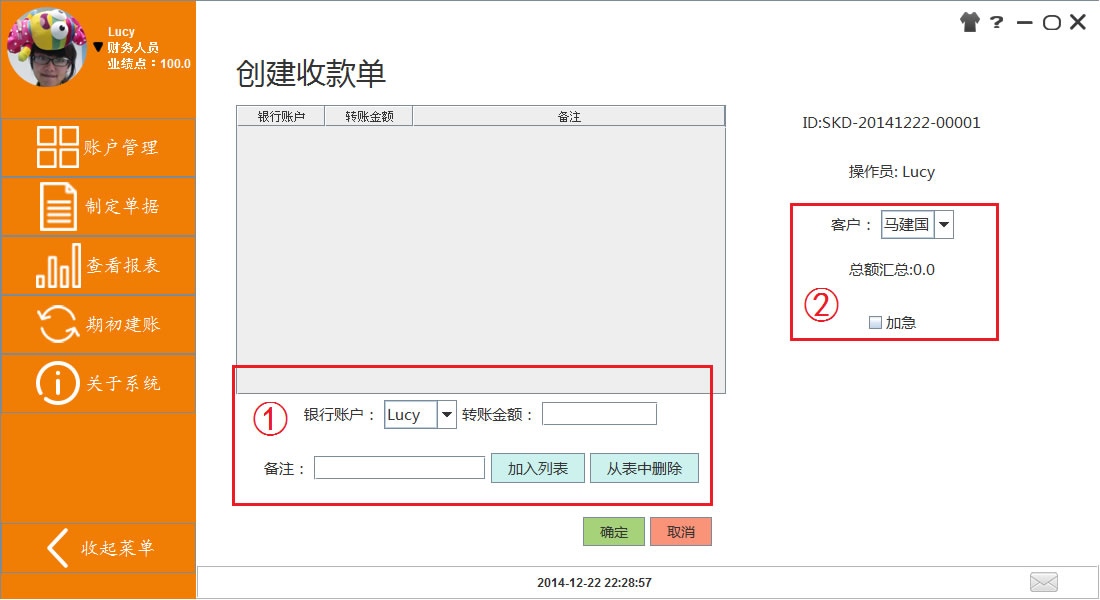 Lucy
财务人员
业绩点：100.0
账户管理
制定单据
查看报表
期初建账
关于系统
收起菜单
?
创建收款单
银行账户 转账金额 备注
① 银行账户： Lucy 转账金额：
备注： 加入列表 从表中删除
确定 取消
ID:SKD-20141222-00001
操作员: Lucy
客户： 马建国
总额汇总:0.0
②
加急
2014-12-22 22:28:57